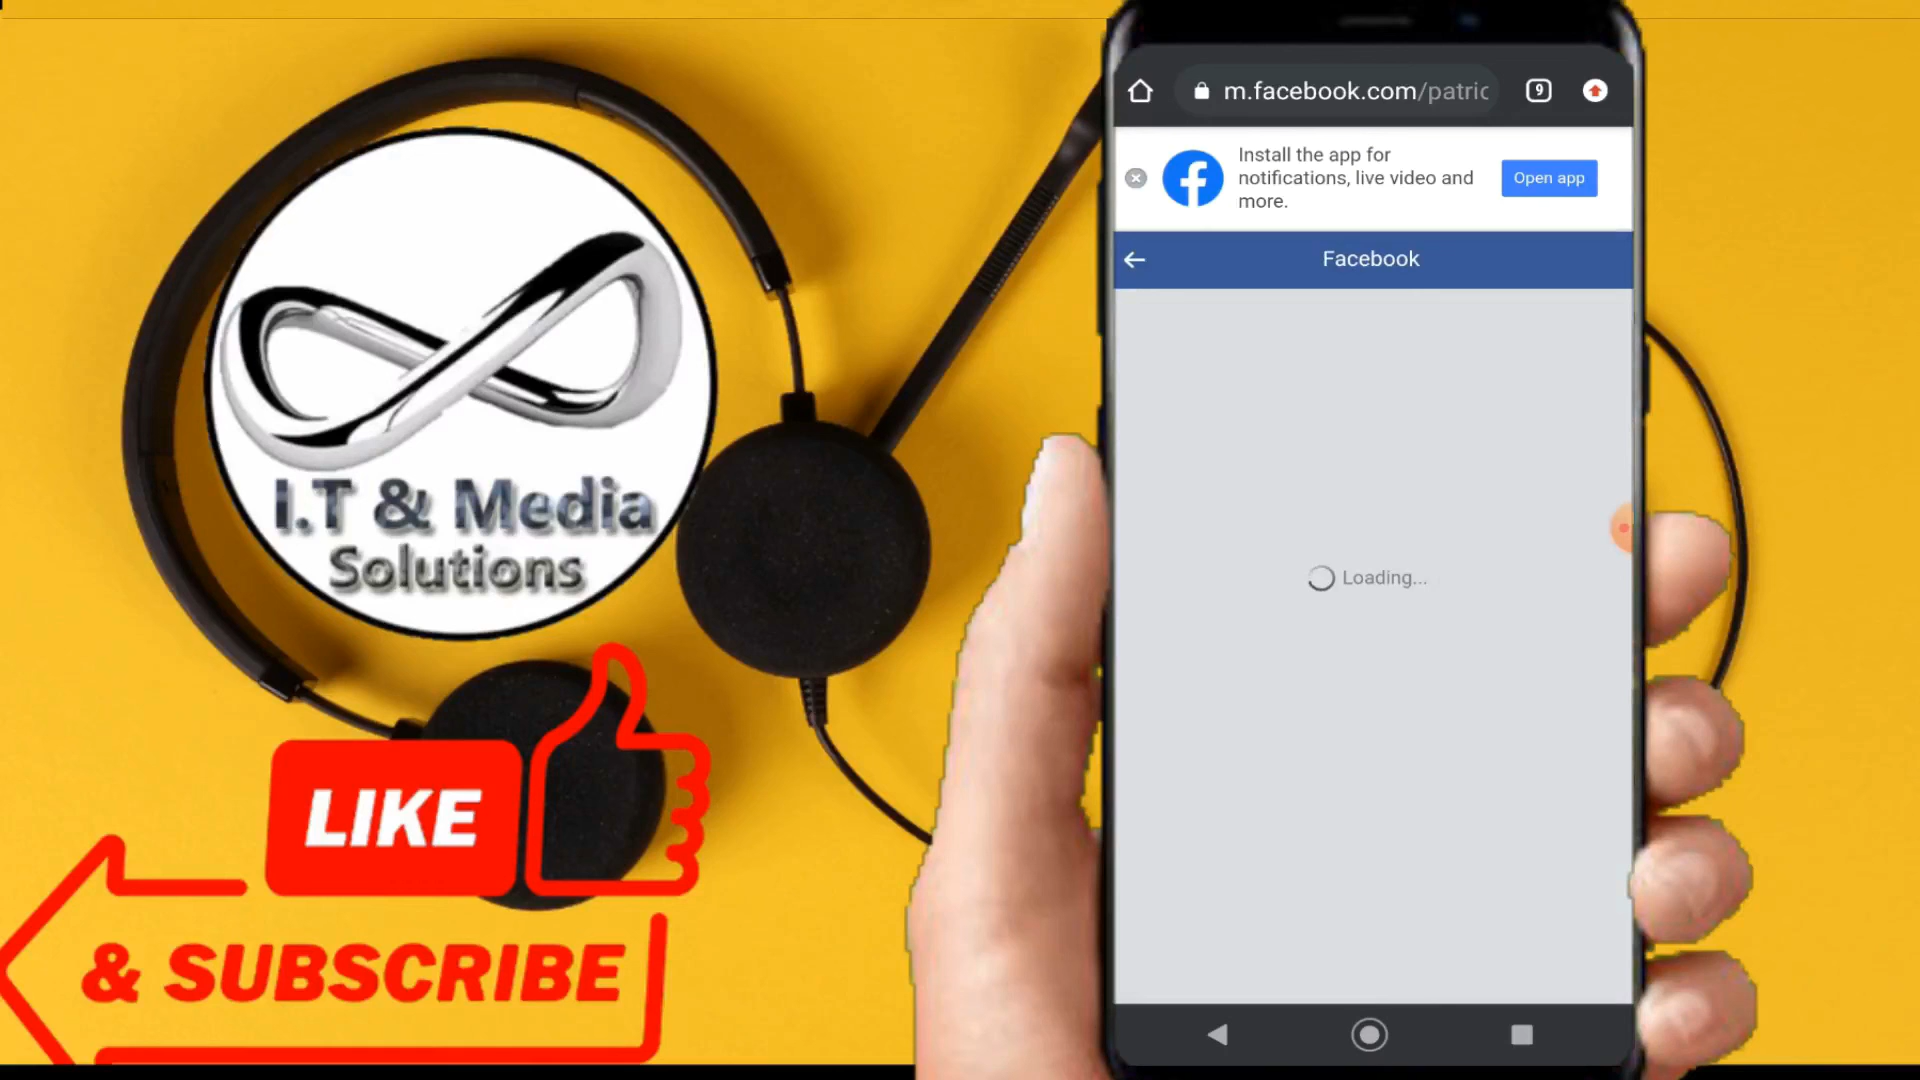 I.T & Media
Solutions
LIKE
& SUBSCRIBE
m.facebook.com/patric
9
Install the app for
notifications, live video and
more.
Open app
Facebook
Loading...